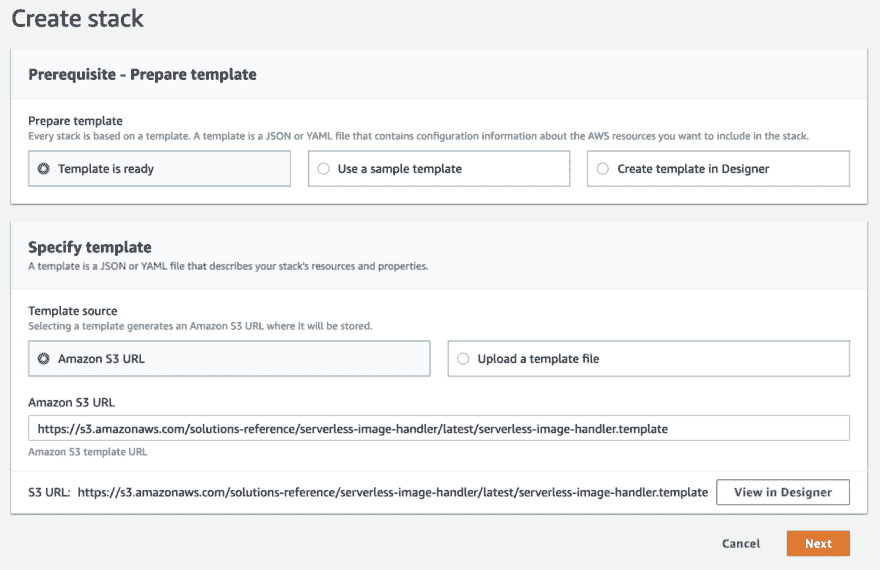 Create stack
Prerequisite - Prepare template
Prepare template
Every stack is based on a template. A template is a JSON or YAML file that contains configuration information about the AWS resources you want to include in the stack.
Template is ready
Use a sample template
Create template in Designer
Specify template
A template is a JSON or YAML file that describes your stack's resources and properties.
Template source
Selecting a template generates an Amazon S3 URL where it will be stored.
Amazon S3 URL
Upload a template file
Amazon S3 URL
https://s3.amazonaws.com/solutions-reference/serverless-image-handler/latest/serverless-image-handler.template
Amazon S3 template URL
S3 URL: https://s3.amazonaws.com/solutions-reference/serverless-image-handler/latest/serverless-image-handler.template
View in Designer
Cancel
Next